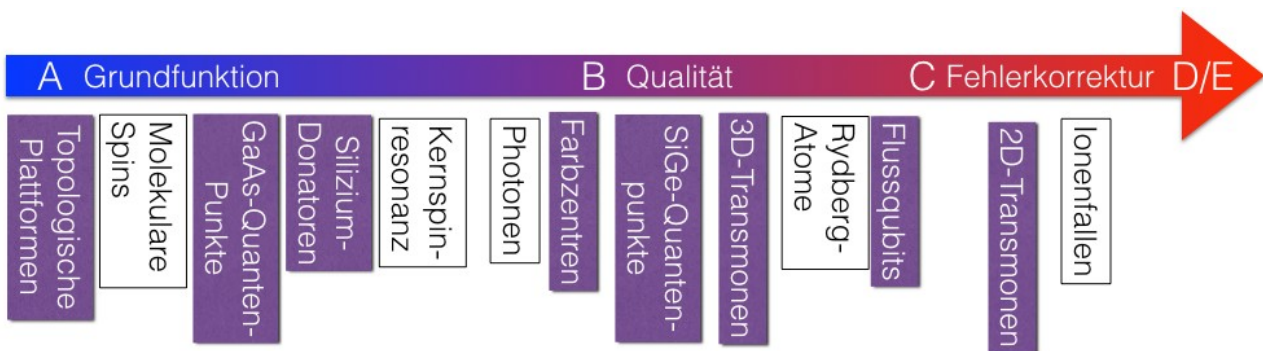 A Grundfunktion B Qualität C Fehlerkorrektur D/E
Topologische
Plattformen
Molekulare
Spins
GaAs-Quanten-
Punkte
Silizium-
Donatoren
Kernspin-
resonanz
Photonen
Farbzentren
SiGe-Quanten-
punkte
3D-Transmonen
Rydberg-
Atome
Flussqubits
2D-Transmonen
Ionenfallen